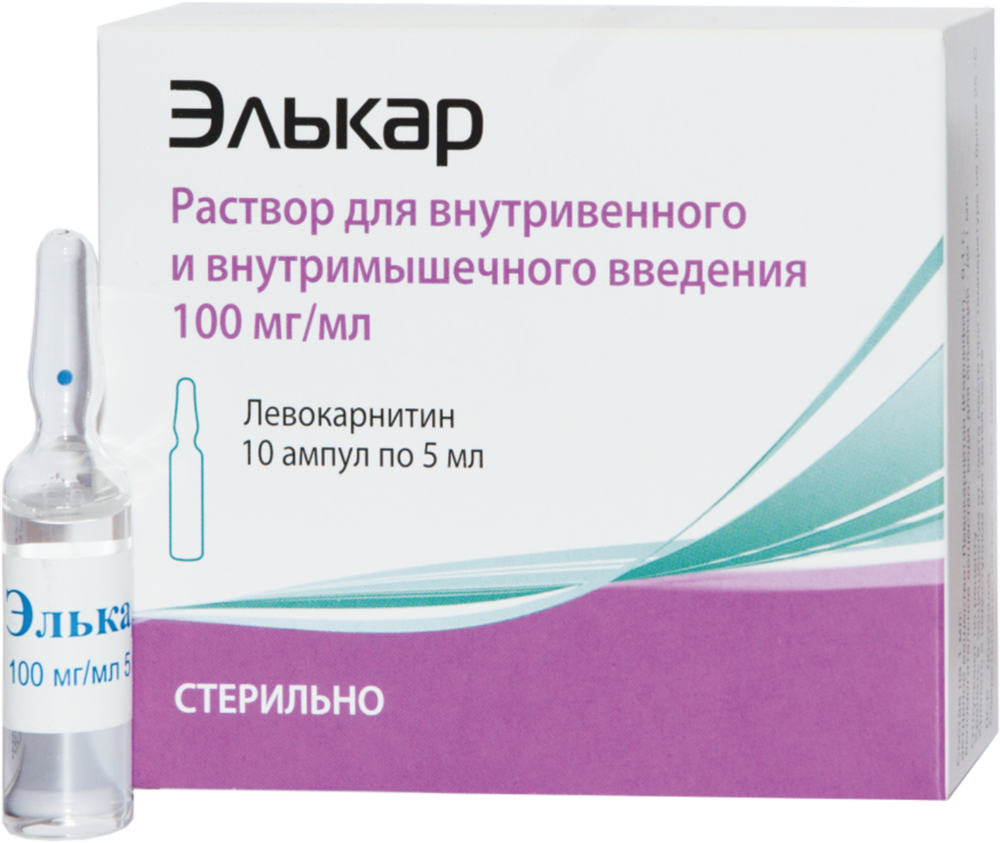 Элькар
Раствор для внутривенного
и внутримышечного введения
100 мг/мл
Левокарнитин
10 ампул по 5 мл
СТЕРИЛЬНО
Элька
100 мг/мл 5